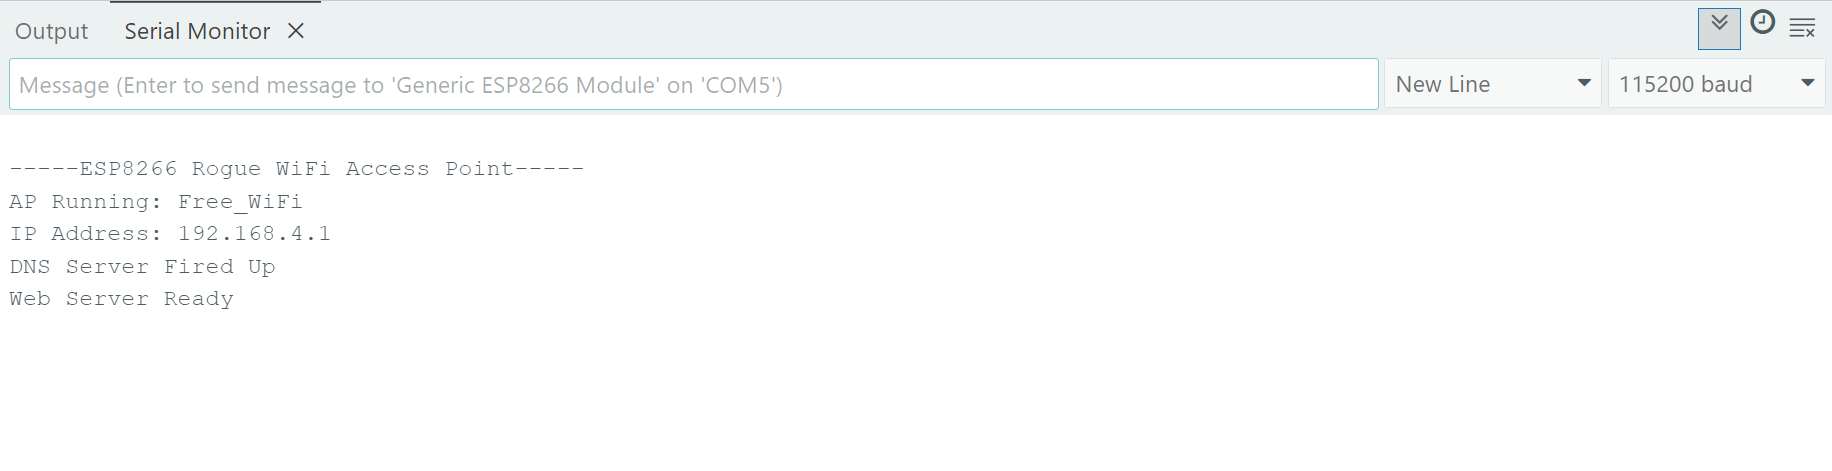 Output Serial Monitor
Message (Enter to send message to 'Generic ESP8266 Module' on 'COM5') New Line 115200 baud
-----ESP8266 Rogue WiFi Access Point-----
AP Running: Free_WiFi
IP Address: 192.168.4.1
DNS Server Fired Up
Web Server Ready